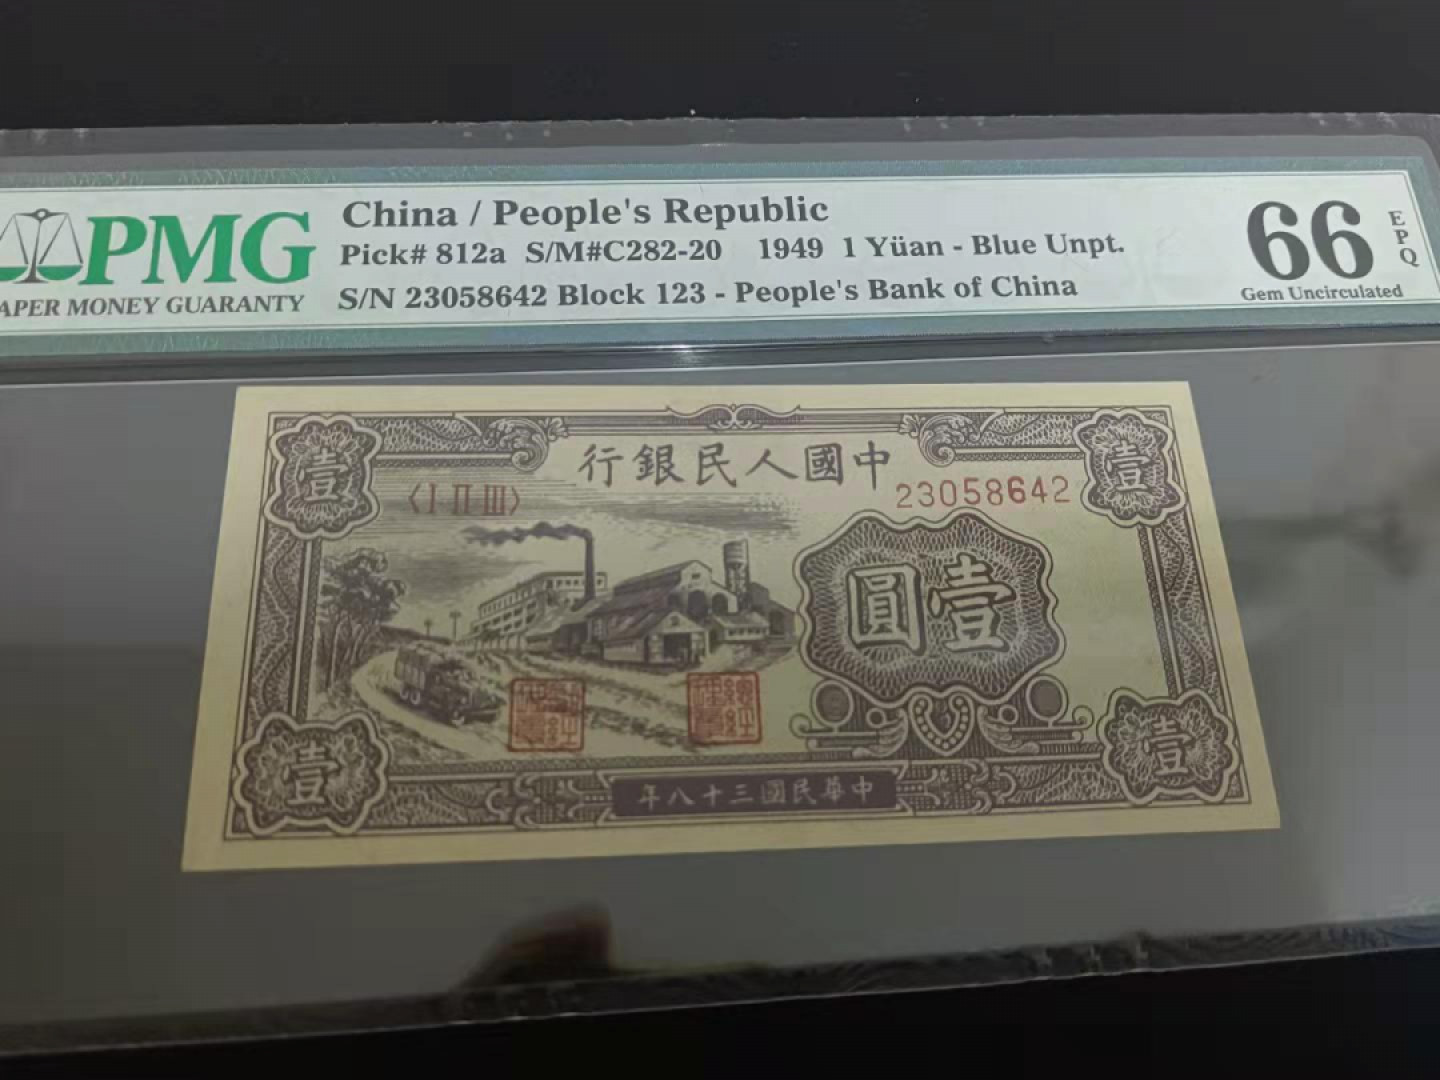 PMG
APER MONEY GUARANTY
China / People's Republic
Pick# 812a S/M#C282-20 1949 1 Yüan - Blue Unpt.
S/N 23058642 Block 123 - People's Bank of China
66
EPQ
Gem Uncirculated
行銀民人國中
壹
壹
〈I II III〉
23058642
圓壹
壹
壹
年八十三國民華中